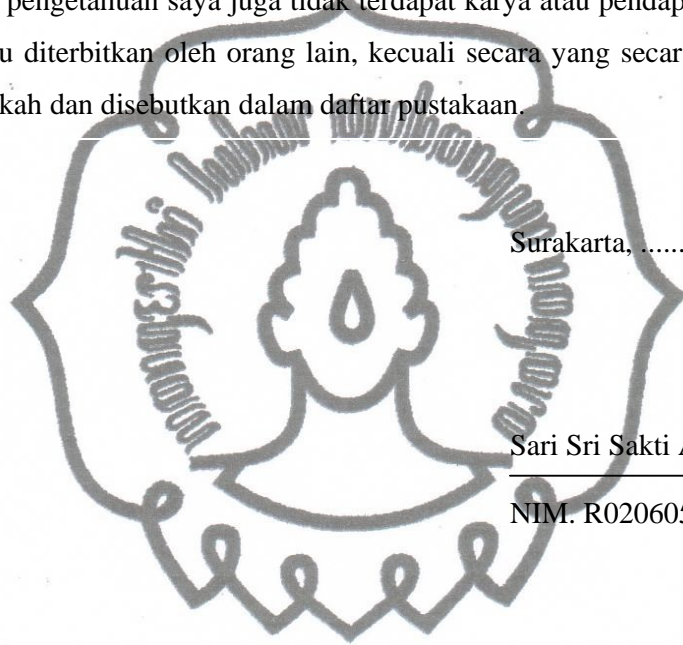 pengetahuan saya juga tidak terdapat karya atau pendap
u diterbitkan oleh orang lain, kecuali secara yang secar
kah dan disebutkan dalam daftar pustakaan.
Surakarta, ......
Sari Sri Sakti
NIM. R020605